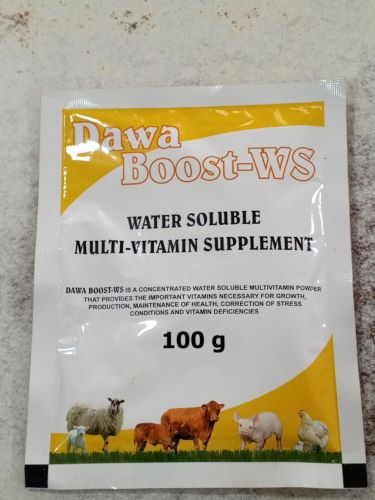 Dawa
Boost-WS
WATER SOLUBLE
MULTI-VITAMIN SUPPLEMENT
DAWA BOOST-WS IS A CONCENTRATED WATER SOLUBLE MULTIVITAMIN POWDER
THAT PROVIDES THE IMPORTANT VITAMINS NECESSARY FOR GROWTH,
PRODUCTION, MAINTENANCE OF HEALTH, CORRECTION OF STRESS
CONDITIONS AND VITAMIN DEFICIENCIES
100 g